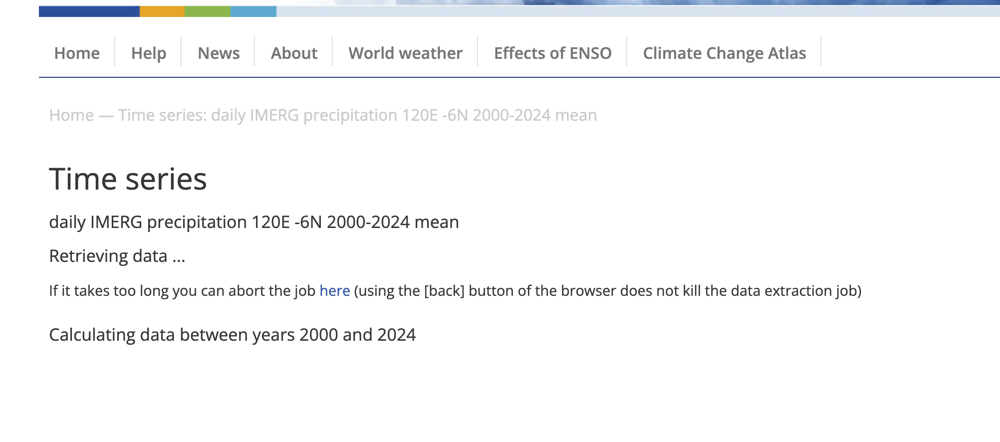 Home
Help
News
About
World weather
Effects of ENSO
Climate Change Atlas
Home — Time series: daily IMERG precipitation 120E -6N 2000-2024 mean
Time series
daily IMERG precipitation 120E -6N 2000-2024 mean
Retrieving data ...
If it takes too long you can abort the job here (using the [back] button of the browser does not kill the data extraction job)
Calculating data between years 2000 and 2024